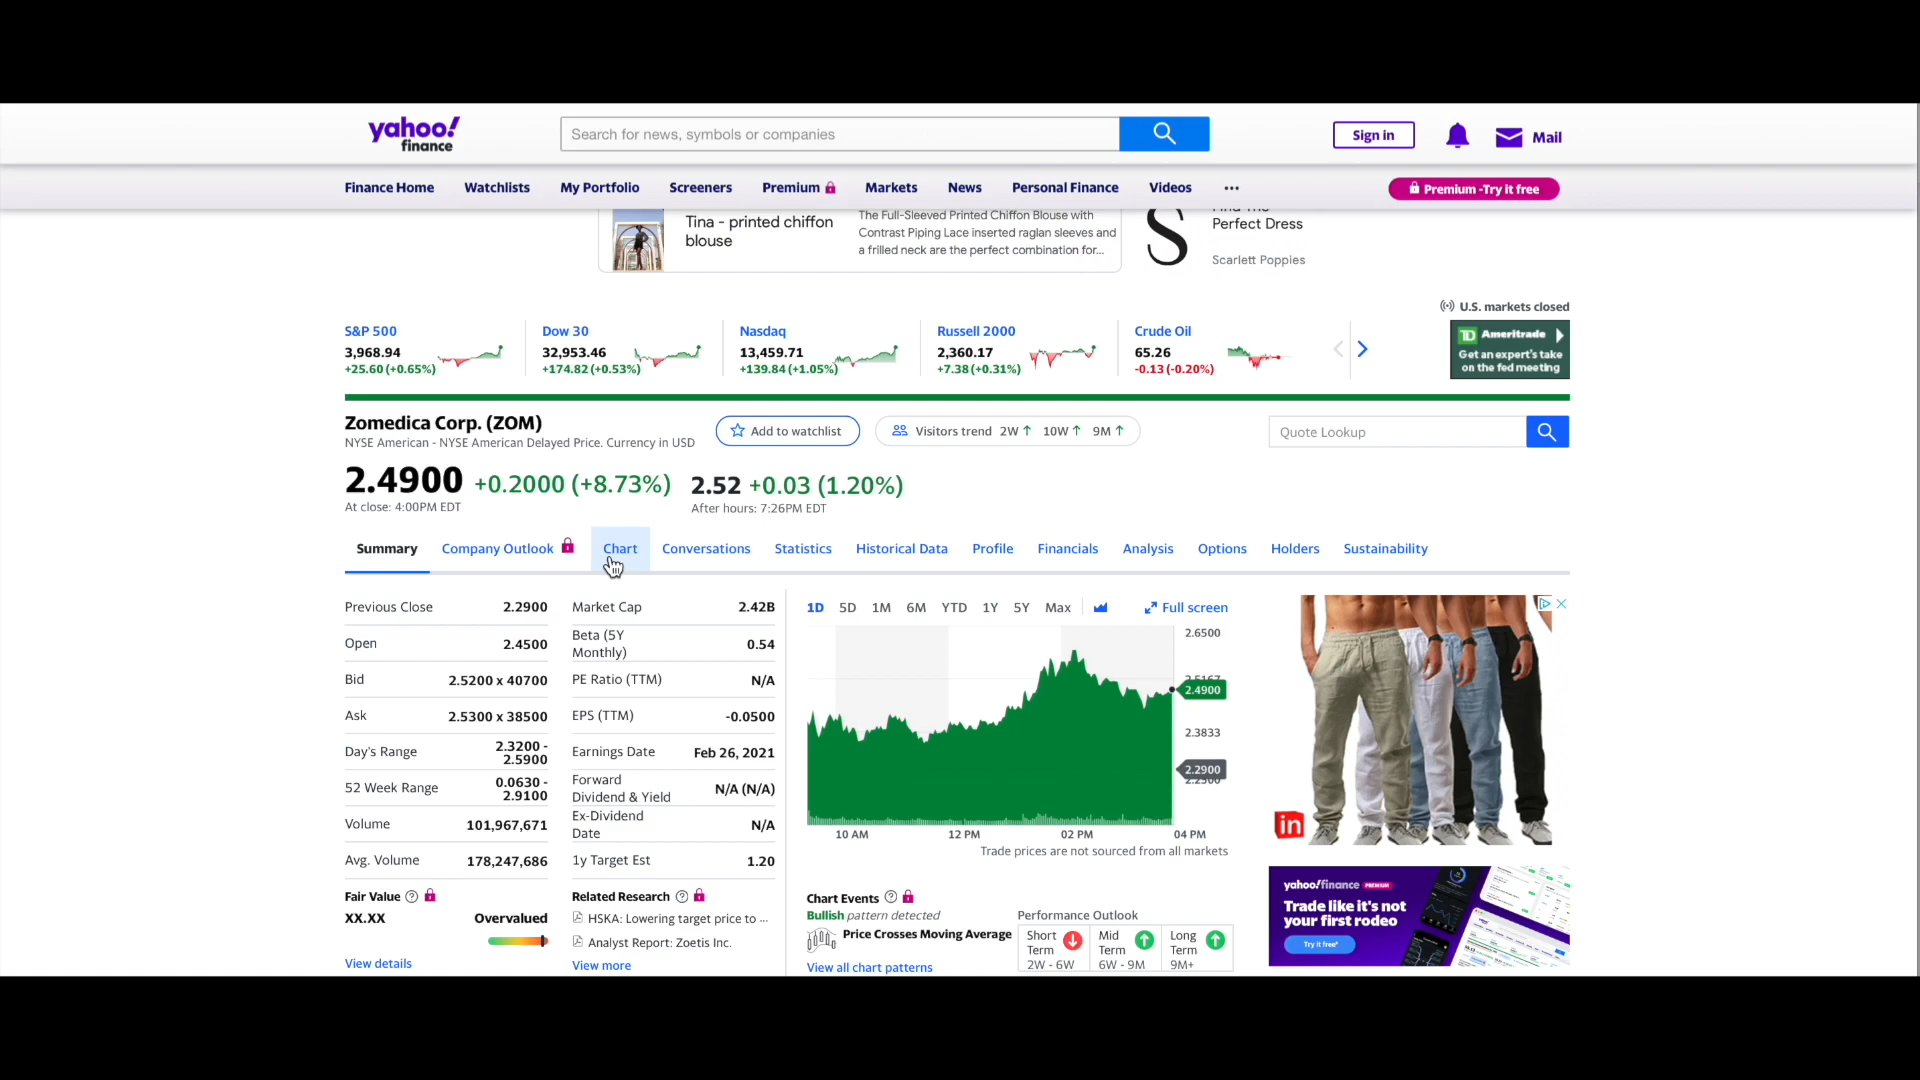 yahoo!
finance
Search for news, symbols or companies
Sign in
Mail
Finance Home Watchlists My Portfolio Screeners Premium Markets News Personal Finance Videos ...
Premium -Try it free
Tina - printed chiffon
blouse
The Full-Sleeved Printed Chiffon Blouse with
Contrast Piping Lace inserted raglan sleeves and
a frilled neck are the perfect combination for...
S
Perfect Dress
Scarlett Poppies
U.S. markets closed
S&P 500
3,968.94
+25.60 (+0.65%)
Dow 30
32,953.46
+174.82 (+0.53%)
Nasdaq
13,459.71
+139.84 (+1.05%)
Russell 2000
2,360.17
+7.38 (+0.31%)
Crude Oil
65.26
-0.13 (-0.20%)
TD Ameritrade
Get an expert's take
on the fed meeting
Zomedica Corp. (ZOM)
NYSE American - NYSE American Delayed Price. Currency in USD
Add to watchlist
Visitors trend 2W↑ 10W↑ 9M↑
Quote Lookup
2.4900 +0.2000 (+8.73%)
At close: 4:00PM EDT
2.52 +0.03 (1.20%)
After hours: 7:26PM EDT
Summary Company Outlook Chart Conversations Statistics Historical Data Profile Financials Analysis Options Holders Sustainability
Previous Close 2.2900
Open 2.4500
Bid 2.5200 x 40700
Ask 2.5300 x 38500
Day's Range 2.3200 -
2.5900
52 Week Range 0.0630 -
2.9100
Volume 101,967,671
Avg. Volume 178,247,686
Market Cap 2.42B
Beta (5Y
Monthly) 0.54
PE Ratio (TTM) N/A
EPS (TTM) -0.0500
Earnings Date Feb 26, 2021
Forward
Dividend & Yield N/A (N/A)
Ex-Dividend
Date N/A
1y Target Est 1.20
1D 5D 1M 6M YTD 1Y 5Y Max
Full screen
2.6500
2.5167
2.4900
2.3833
2.2900
2.2500
10 AM 12 PM 02 PM 04 PM
Trade prices are not sourced from all markets
Fair Value
XX.XX Overvalued
View details
Related Research
HSKA: Lowering target price to ...
Analyst Report: Zoetis Inc.
View more
Chart Events
Bullish pattern detected
Price Crosses Moving Average
View all chart patterns
Performance Outlook
Short
Term
2W - 6W
Mid
Term
6W - 9M
Long
Term
9M+
in
yahoo!finance PREMIUM
Trade like it's not
your first rodeo
Try it free*